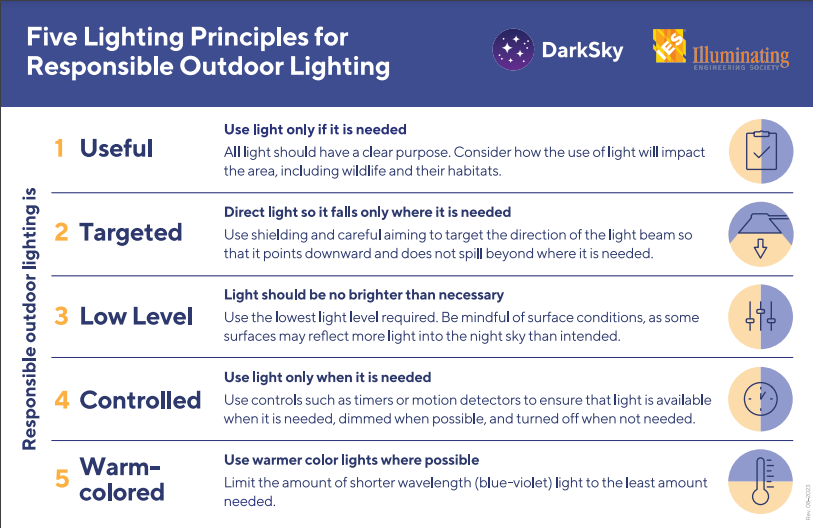 Five Lighting Principles for
Responsible Outdoor Lighting
DarkSky
IES
Illuminating
ENGINEERING SOCIETY
Responsible outdoor lighting is
1 Useful
Use light only if it is needed
All light should have a clear purpose. Consider how the use of light will impact
the area, including wildlife and their habitats.
2 Targeted
Direct light so it falls only where it is needed
Use shielding and careful aiming to target the direction of the light beam so
that it points downward and does not spill beyond where it is needed.
3 Low Level
Light should be no brighter than necessary
Use the lowest light level required. Be mindful of surface conditions, as some
surfaces may reflect more light into the night sky than intended.
4 Controlled
Use light only when it is needed
Use controls such as timers or motion detectors to ensure that light is available
when it is needed, dimmed when possible, and turned off when not needed.
5 Warm-
colored
Use warmer color lights where possible
Limit the amount of shorter wavelength (blue-violet) light to the least amount
needed.
Rev. 09-2023